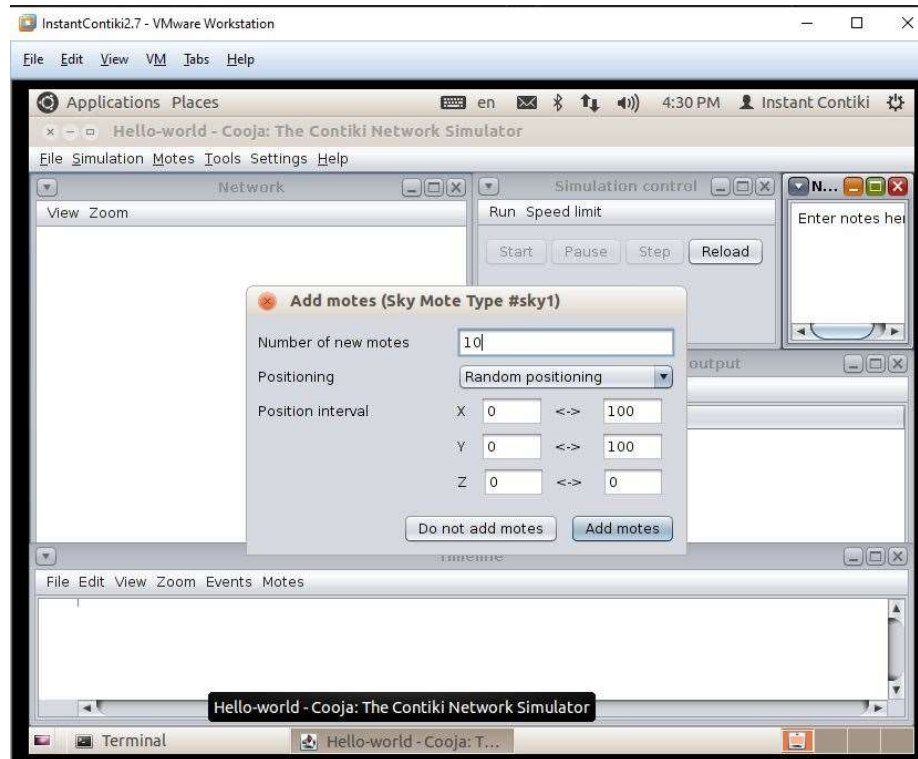 InstantContiki2.7 - VMware Workstation
File Edit View VM Tabs Help
Applications Places en 4:30 PM Instant Contiki
Hello-world - Cooja: The Contiki Network Simulator
File Simulation Motes Tools Settings Help
Network
View Zoom
Simulation control
Run Speed limit
Start Pause Step Reload
N...
Enter notes her
Add motes (Sky Mote Type #sky1)
Number of new motes 10
Positioning Random positioning
Position interval X 0 <-> 100
Y 0 <-> 100
Z 0 <-> 0
Do not add motes Add motes
output
Timeline
File Edit View Zoom Events Motes
Hello-world - Cooja: The Contiki Network Simulator
Terminal Hello-world - Cooja: T...